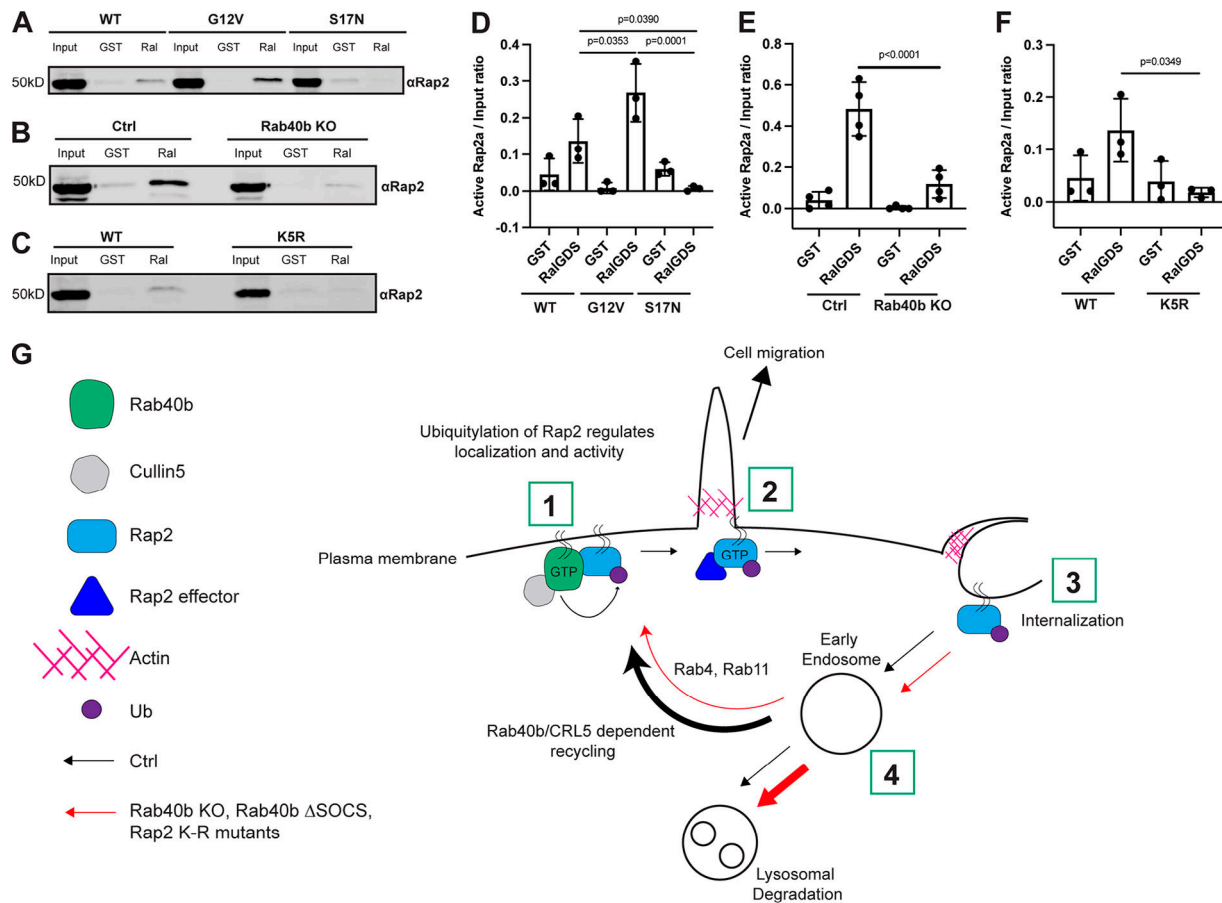 A
WT G12V S17N
Input GST Ral Input GST Ral Input GST Ral
50kD αRap2
B
Ctrl Rab40b KO
Input GST Ral Input GST Ral
50kD αRap2
C
WT K5R
Input GST Ral Input GST Ral
50kD αRap2
D
p=0.0390
p=0.0353 p=0.0001
Active Rap2a / Input ratio
0.4
0.3
0.2
0.1
0.0
-0.1
GST RalGDS GST RalGDS GST RalGDS
WT G12V S17N
E
p<0.0001
Active Rap2a / Input ratio
0.8
0.6
0.4
0.2
0.0
GST RalGDS GST RalGDS
Ctrl Rab40b KO
F
p=0.0349
Active Rap2a / Input ratio
0.3
0.2
0.1
0.0
GST RalGDS GST RalGDS
WT K5R
G
Rab40b
Cullin5
Rap2
Rap2 effector
Actin
Ub
Ctrl
Rab40b KO, Rab40b ΔSOCS,
Rap2 K-R mutants
Cell migration
Ubiquitylation of Rap2 regulates
localization and activity
1
2
Plasma membrane
GTP
GTP
3
Internalization
Early
Endosome
Rab4, Rab11
Rab40b/CRL5 dependent
recycling
4
Lysosomal
Degradation